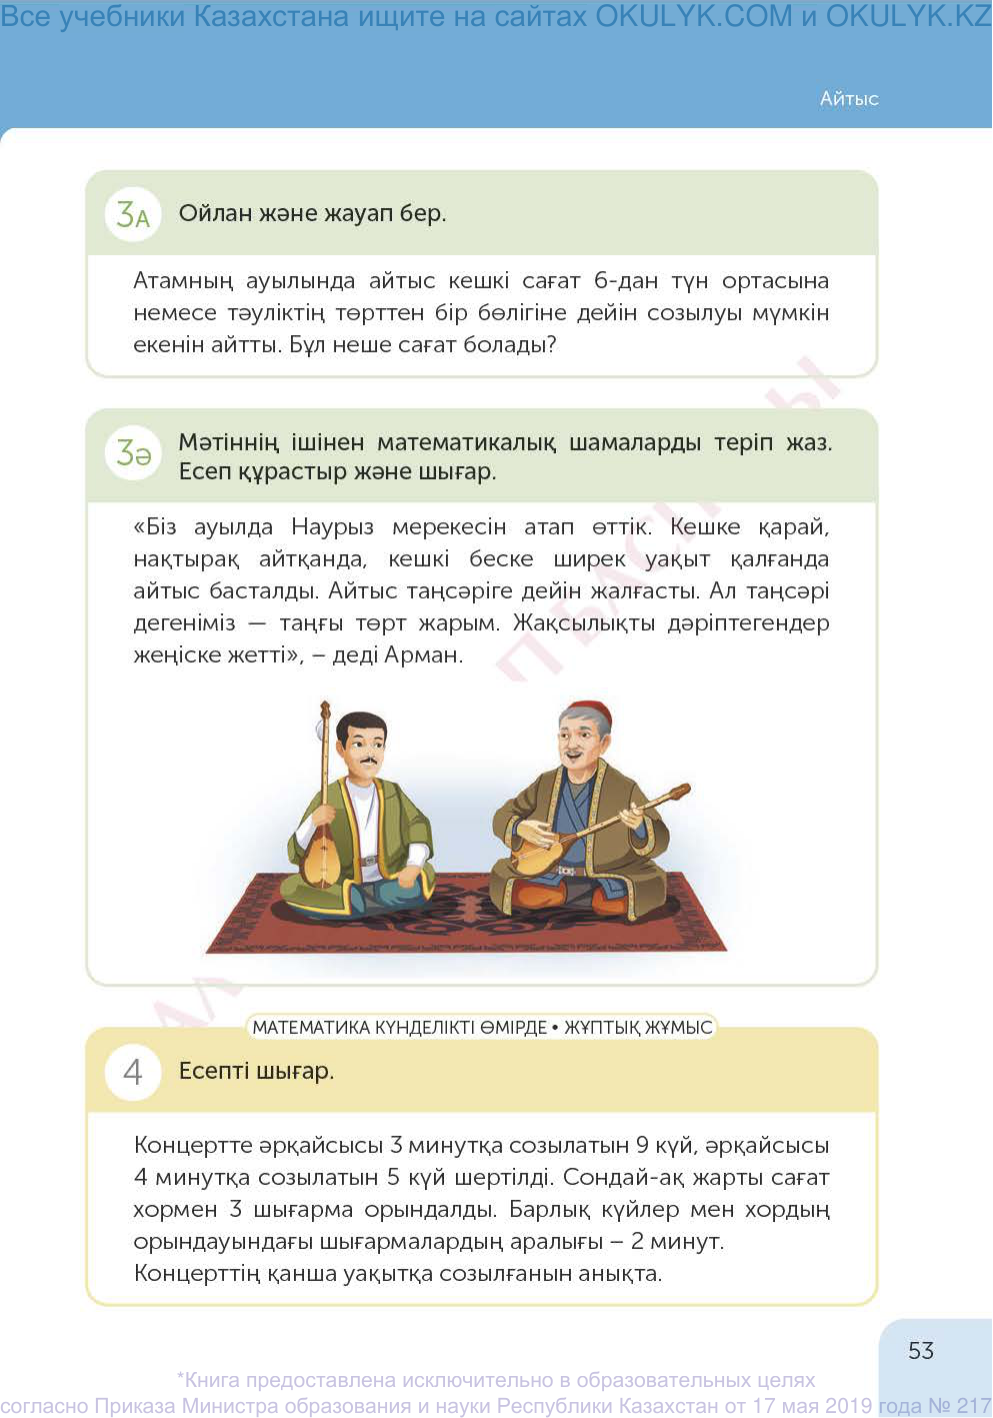 Все учебники Казахстана ищите на сайтах OKULYK.COM и OKULYK.KZ
Айтыс
3А Ойлан және жауап бер.
Атамның ауылында айтыс кешкі сағат 6-дан түн ортасына
немесе тәуліктің төрттен бір бөлігіне дейін созылуы мүмкін
екенін айтты. Бұл неше сағат болады?
3ә Мәтіннің ішінен математикалық шамаларды теріп жаз.
Есеп құрастыр және шығар.
«Біз ауылда Наурыз мерекесін атап өттік. Кешке қарай,
нақтырақ айтқанда, кешкі беске ширек уақыт қалғанда
айтыс басталды. Айтыс таңсәріге дейін жалғасты. Ал таңсәрі
дегеніміз — таңғы төрт жарым. Жақсылықты дәріптегендер
жеңіске жетті», – деді Арман.
МАТЕМАТИКА КҮНДЕЛІКТІ ӨМІРДЕ • ЖҰПТЫҚ ЖҰМЫС
4 Есепті шығар.
Концертте әрқайсысы 3 минутқа созылатын 9 күй, әрқайсысы
4 минутқа созылатын 5 күй шертілді. Сондай-ақ жарты сағат
хормен 3 шығарма орындалды. Барлық күйлер мен хордың
орындауындағы шығармалардың аралығы – 2 минут.
Концерттің қанша уақытқа созылғанын анықта.
53
*Книга предоставлена исключительно в образовательных целях
согласно Приказа Министра образования и науки Республики Казахстан от 17 мая 2019 года № 217